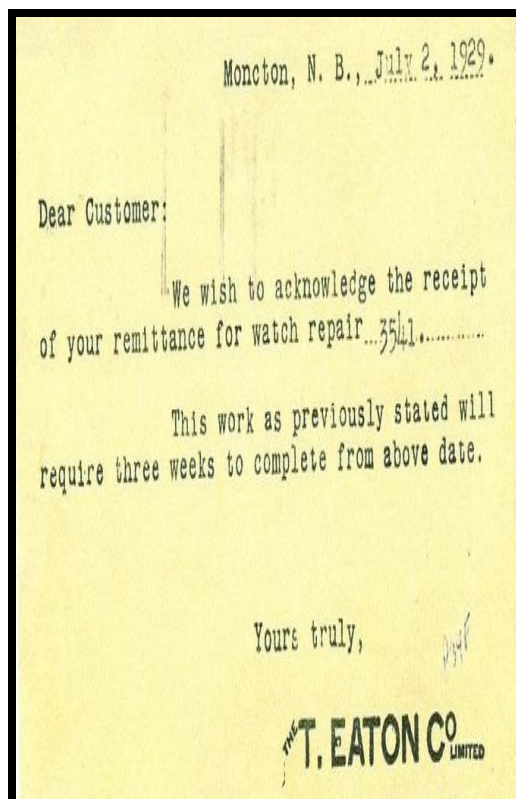 Moncton, N. B., July 2, 1929.
Dear Customer:
We wish to acknowledge the receipt
of your remittance for watch repair...3541...........
This work as previously stated will
require three weeks to complete from above date.
Yours truly,
THE T. EATON CO LIMITED